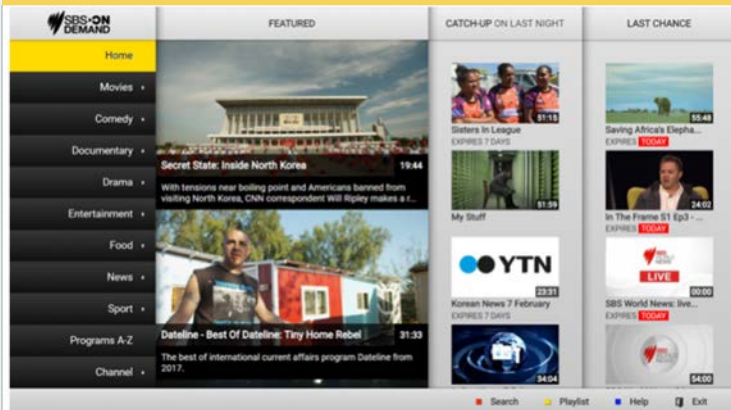 SBS•ON
DEMAND
FEATURED
CATCH-UP ON LAST NIGHT
LAST CHANCE
Home
Movies
Comedy
Documentary
Drama
Entertainment
Food
News
Sport
Programs A-Z
Channel
Secret State: Inside North Korea 19:44
With tensions near boiling point and Americans banned from
visiting North Korea, CNN correspondent Will Ripley makes a r...
Dateline - Best Of Dateline: Tiny Home Rebel 31:33
The best of international current affairs program Dateline from
2017.
51:15
Sisters In League
EXPIRES 7 DAYS
51:59
My Stuff
YTN
23:31
Korean News 7 February
EXPIRES 7 DAYS
34:04
55:48
Saving Africa's Elepha...
EXPIRES TODAY
24:02
In The Frame S1 Ep3 - ...
EXPIRES TODAY
SBS
WORLD
NEWS
LIVE
00:00
SBS World News: live...
EXPIRES TODAY
54:00
Search Playlist Help Exit